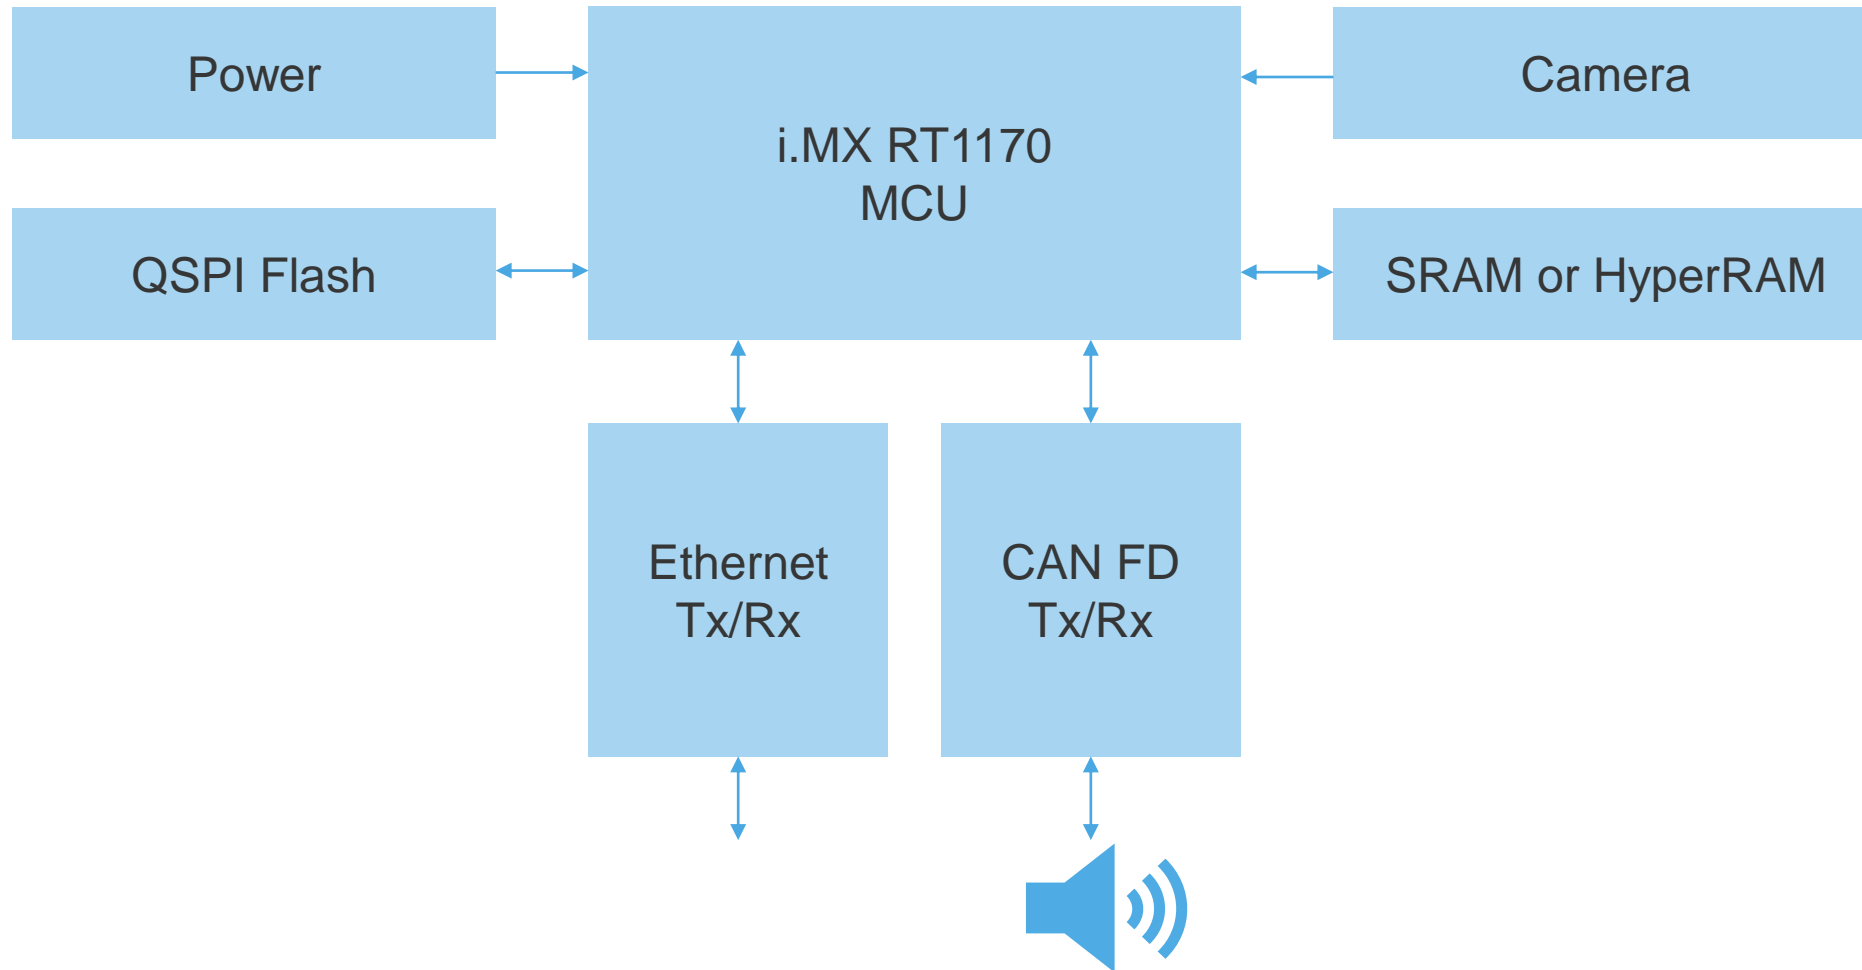 Power
i.MX RT1170
MCU
Camera
QSPI Flash
SRAM or HyperRAM
Ethernet
Tx/Rx
CAN FD
Tx/Rx